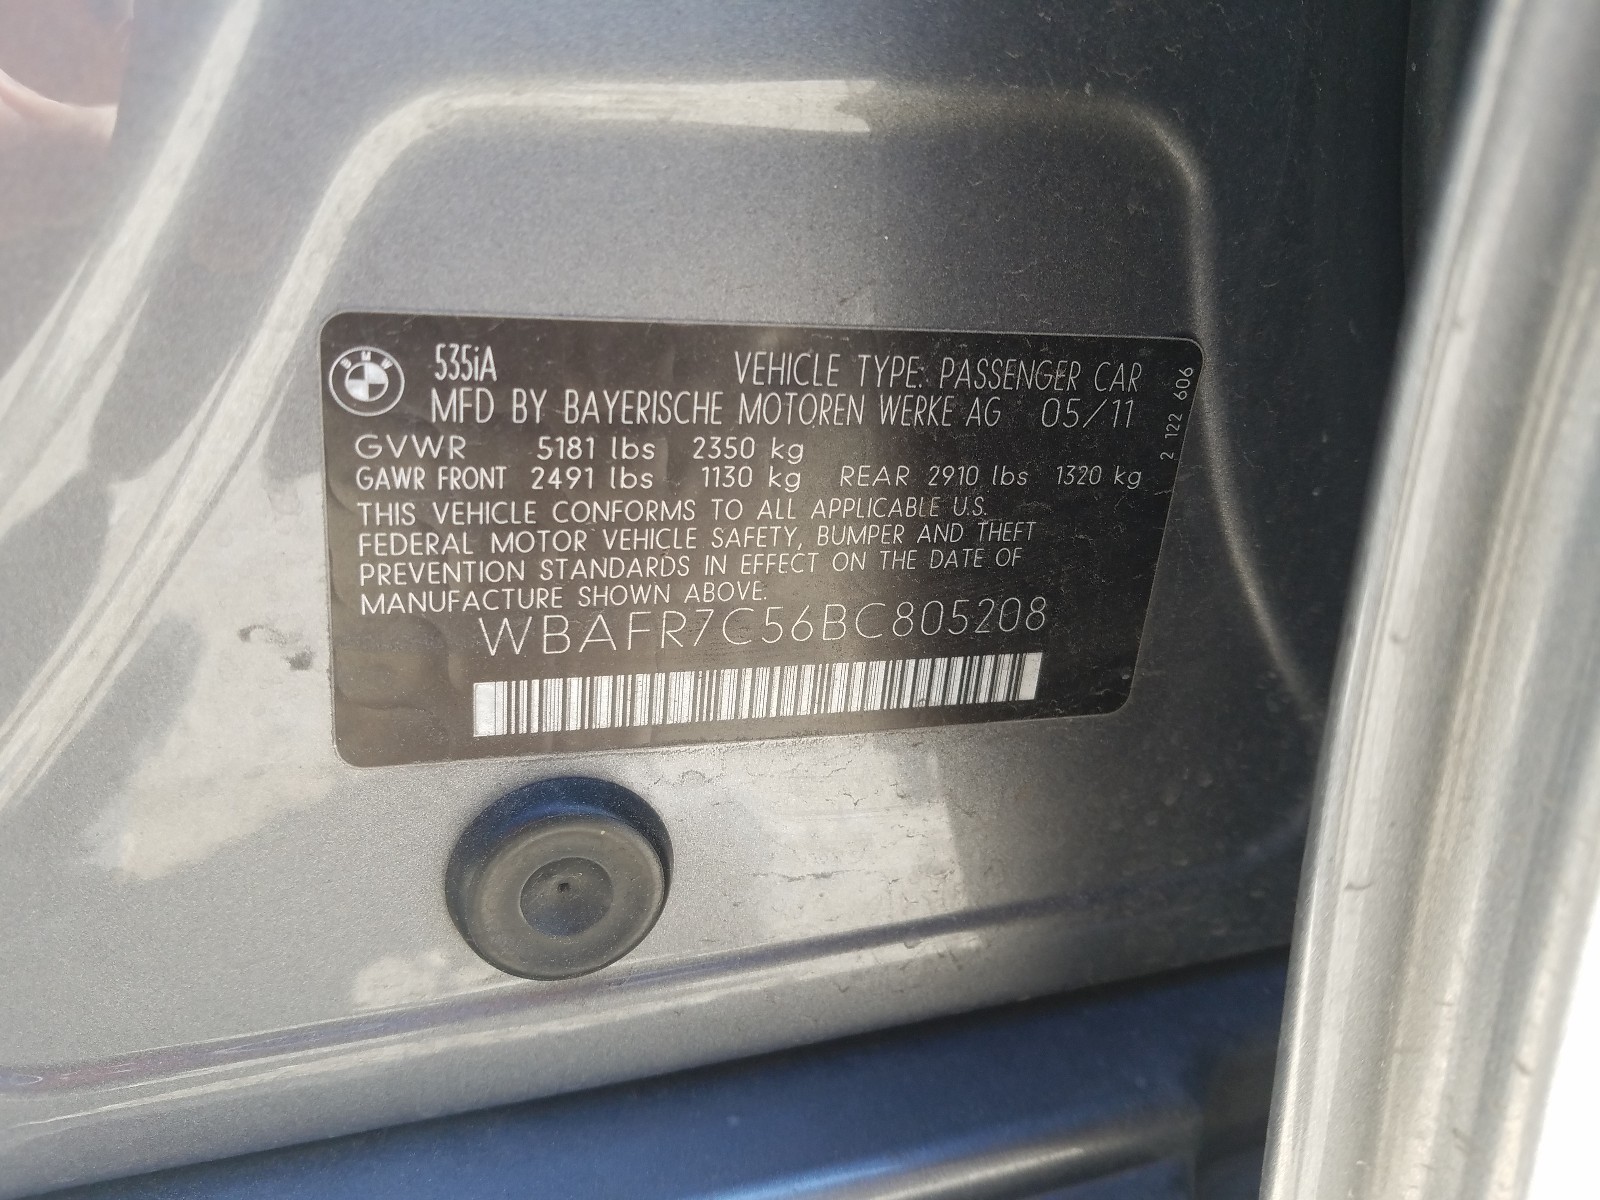 BMW
535iA VEHICLE TYPE: PASSENGER CAR
MFD BY BAYERISCHE MOTOREN WERKE AG 05/11
GVWR 5181 lbs 2350 kg
GAWR FRONT 2491 lbs 1130 kg REAR 2910 lbs 1320 kg
THIS VEHICLE CONFORMS TO ALL APPLICABLE U.S.
FEDERAL MOTOR VEHICLE SAFETY, BUMPER AND THEFT
PREVENTION STANDARDS IN EFFECT ON THE DATE OF
MANUFACTURE SHOWN ABOVE:
WBAFR7C56BC805208
2 122 606